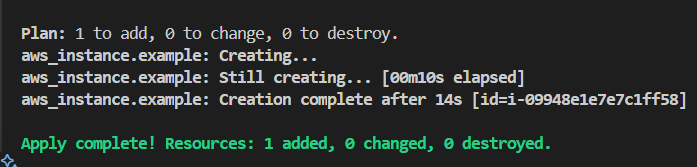 Plan: 1 to add, 0 to change, 0 to destroy.
aws_instance.example: Creating...
aws_instance.example: Still creating... [00m10s elapsed]
aws_instance.example: Creation complete after 14s [id=i-09948e1e7e7c1ff58]
Apply complete! Resources: 1 added, 0 changed, 0 destroyed.